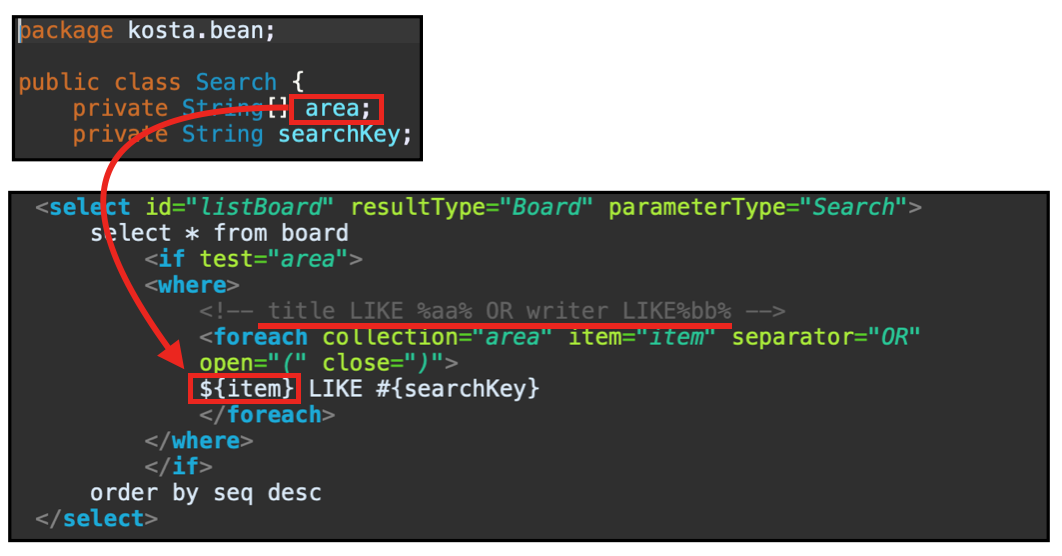 package kosta.bean;
public class Search {
private String[] area;
private String searchKey;
<select id="listBoard" resultType="Board" parameterType="Search">
select * from board
<if test="area">
<where>
<!-- title LIKE %aa% OR writer LIKE%bb% -->
<foreach collection="area" item="item" separator="OR"
open="(" close=")">
${item} LIKE #{searchKey}
</foreach>
</where>
</if>
order by seq desc
</select>